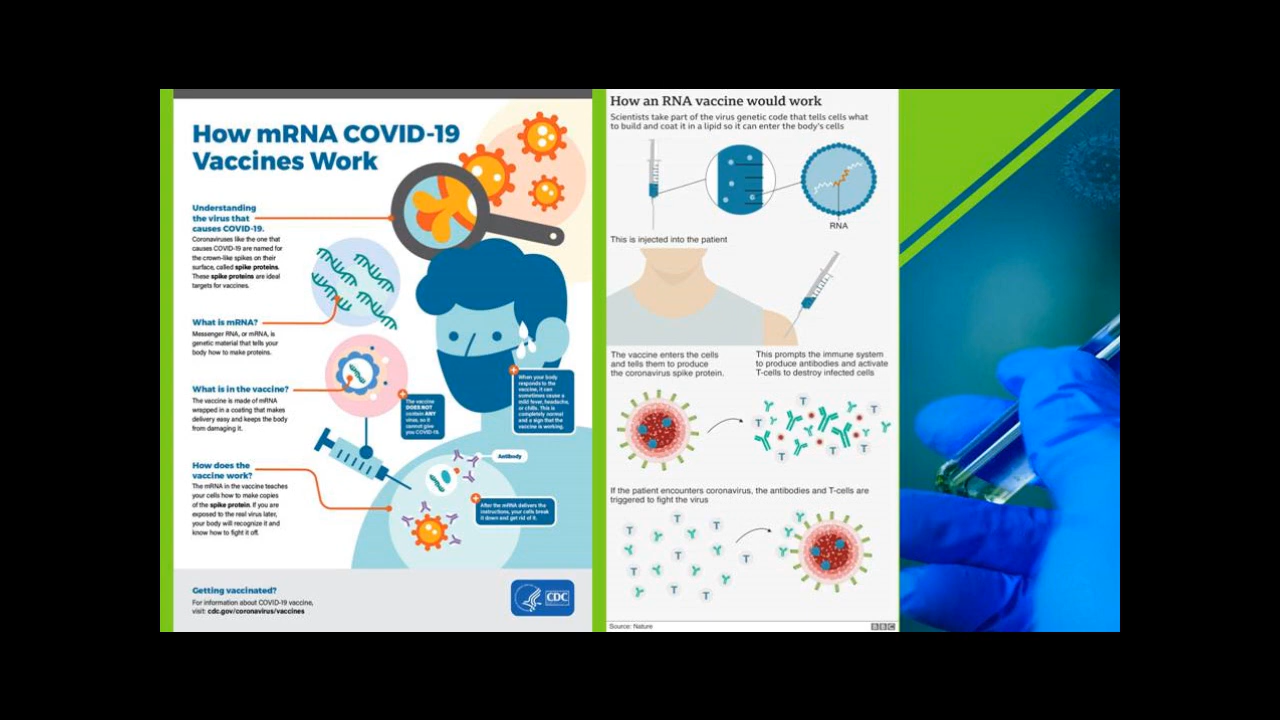 How mRNA COVID-19
Vaccines Work
Understanding
the virus that
causes COVID-19.
Coronaviruses like the one that
causes COVID-19 are named for
the crown-like spikes on their
surface, called spike proteins.
These spike proteins are ideal
targets for vaccines.
What is mRNA?
Messenger RNA, or mRNA, is
genetic material that tells your
body how to make proteins.
What is in the vaccine?
The vaccine is made of mRNA
wrapped in a coating that makes
delivery easy and keeps the body
from damaging it.
The vaccine
DOES NOT
contain ANY
virus, so it
cannot give
you COVID-19.
When your body
responds to the
vaccine, it can
sometimes cause a
mild fever, headache,
or chills. This is
completely normal
and a sign that the
vaccine is working.
How does the
vaccine work?
The mRNA in the vaccine teaches
your cells how to make copies
of the spike protein. If you are
exposed to the real virus later,
your body will recognize it and
know how to fight it off.
Antibody
After the mRNA delivers the
instructions, your cells break
it down and get rid of it.
Getting vaccinated?
For information about COVID-19 vaccine,
visit: cdc.gov/coronavirus/vaccines
CDC
How an RNA vaccine would work
Scientists take part of the virus genetic code that tells cells what
to build and coat it in a lipid so it can enter the body's cells
RNA
This is injected into the patient
The vaccine enters the cells
and tells them to produce
the coronavirus spike protein.
This prompts the immune system
to produce antibodies and activate
T-cells to destroy infected cells
T
T
T
T
T
If the patient encounters coronavirus, the antibodies and T-cells are
triggered to fight the virus
T
T
T
T
T
T
T
T
Source: Nature
BBC